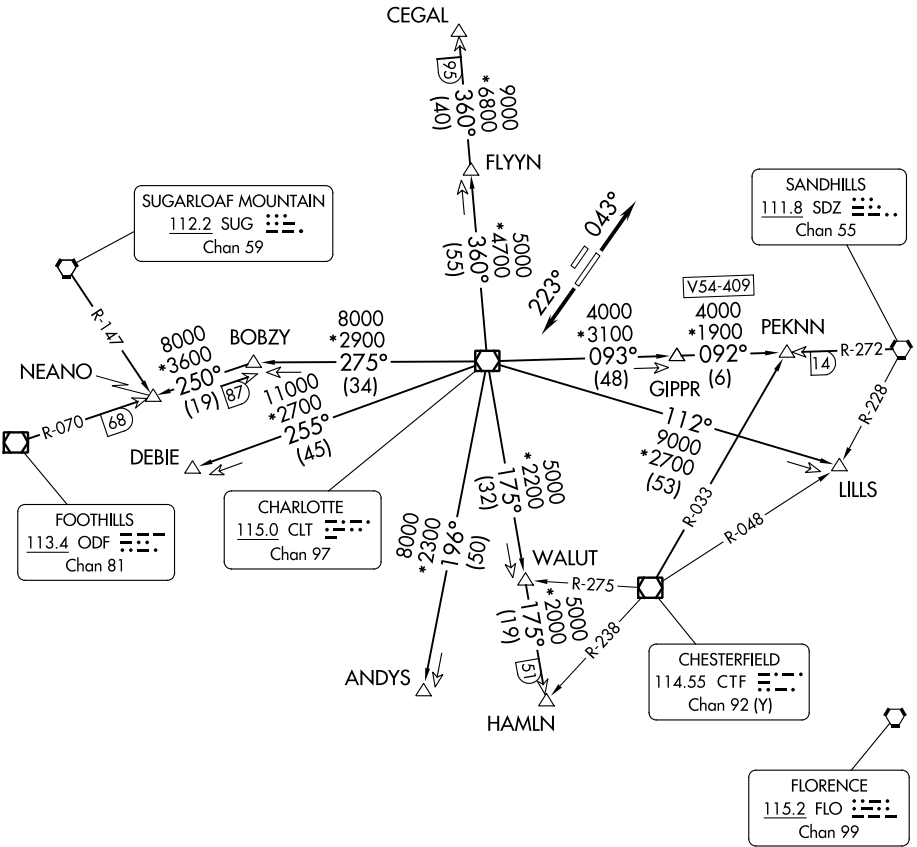 CEGAL
95
9000
*6800
360°
(40)
FLYYN
5000
*4700
360°
(55)
SUGARLOAF MOUNTAIN
112.2 SUG
Chan 59
SANDHILLS
111.8 SDZ
Chan 55
043°
223°
V54-409
4000
*3100
093°
(48)
GIPPR
4000
*1900
092°
(6)
PEKNN
14
R-272
R-228
R-147
NEANO
8000
*3600
250°
(19)
87
BOBZY
8000
*2900
275°
(34)
11000
*2700
255°
(45)
DEBIE
R-070
68
FOOTHILLS
113.4 ODF
Chan 81
CHARLOTTE
115.0 CLT
Chan 97
112°
9000
*2700
(53)
LILLS
R-033
R-048
5000
*2200
175°
(32)
WALUT
R-275
8000
*2300
196°
(50)
ANDYS
5000
*2000
175°
(19)
51
HAMLN
R-238
CHESTERFIELD
114.55 CTF
Chan 92 (Y)
FLORENCE
115.2 FLO
Chan 99